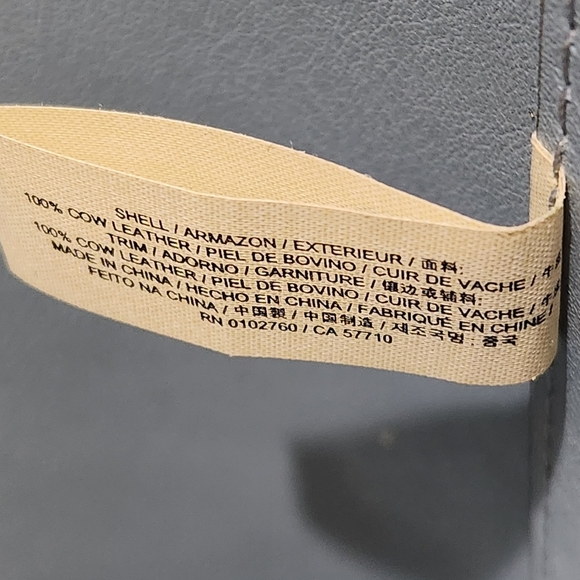 SHELL / ARMAZON / EXTERIEUR / 面料:
100% COW LEATHER / PIEL DE BOVINO / CUIR DE VACHE / 牛
TRIM / ADORNO / GARNITURE / 镶边或辅料:
100% COW LEATHER / PIEL DE BOVINO / CUIR DE VACHE / 牛
MADE IN CHINA / HECHO EN CHINA / FABRIQUÉ EN CHINE /
FEITO NA CHINA / 中国製 / 中国制造 / 제조국명 : 중국
RN 0102760 / CA 57710